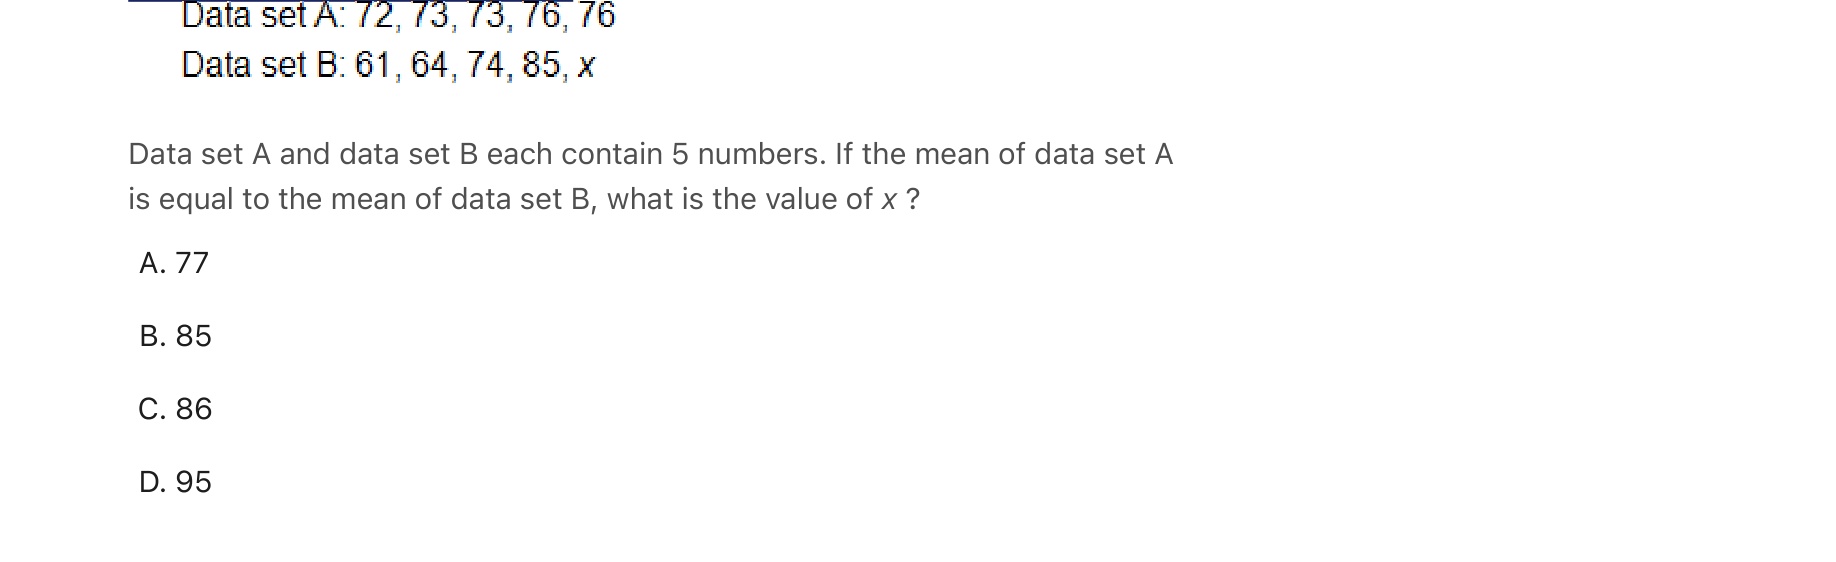 Data set A: 72, 73, 73, 76, 76
Data set B: 61, 64, 74, 85, x
Data set A and data set B each contain 5 numbers. If the mean of data set A
is equal to the mean of data set B, what is the value of x ?
A. 77
B. 85
C. 86
D. 95